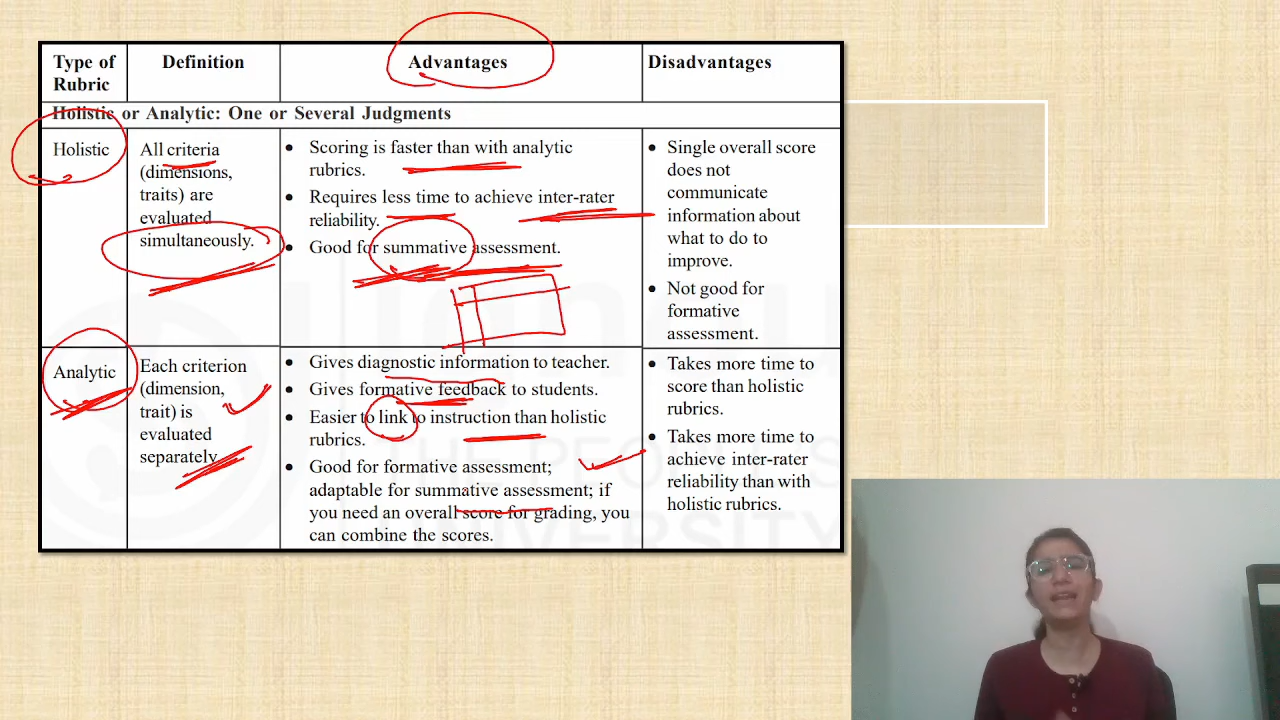 Type of Rubric
Definition
Advantages
Disadvantages
Holistic or Analytic: One or Several Judgments
Holistic
All criteria
(dimensions,
traits) are
evaluated
simultaneously.
• Scoring is faster than with analytic
rubrics.
• Requires less time to achieve inter-rater
reliability.
• Good for summative assessment.
• Single overall score
does not
communicate
information about
what to do to
improve.
• Not good for
formative
assessment.
Analytic
Each criterion
(dimension,
trait) is
evaluated
separately.
• Gives diagnostic information to teacher.
• Gives formative feedback to students.
• Easier to link to instruction than holistic
rubrics.
• Good for formative assessment;
adaptable for summative assessment; if
you need an overall score for grading, you
can combine the scores.
• Takes more time to
score than holistic
rubrics.
• Takes more time to
achieve inter-rater
reliability than with
holistic rubrics.